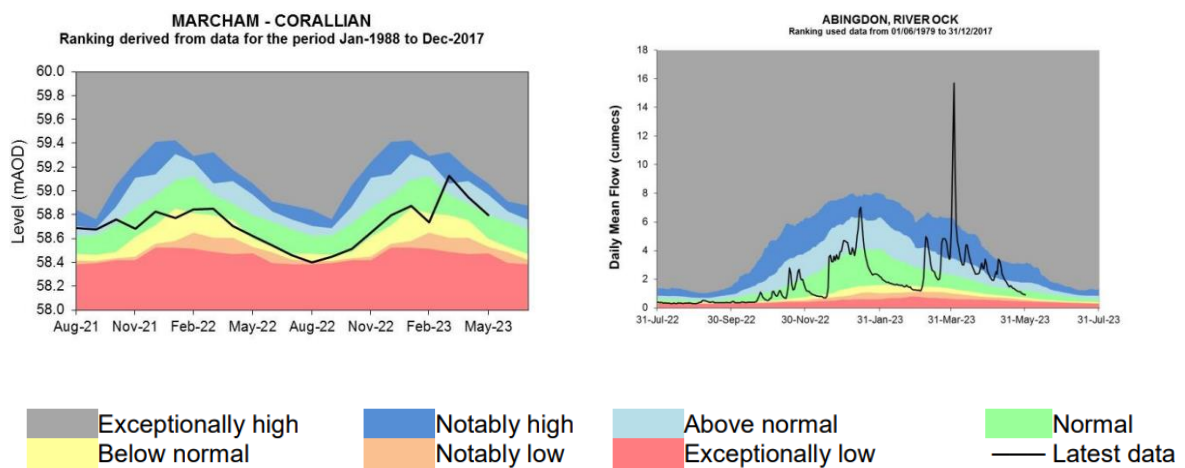 MARCHAM - CORALLIAN
Ranking derived from data for the period Jan-1988 to Dec-2017
Level (mAOD)
60.0
59.8
59.6
59.4
59.2
59.0
58.8
58.6
58.4
58.2
58.0
Aug-21 Nov-21 Feb-22 May-22 Aug-22 Nov-22 Feb-23 May-23
ABINGDON, RIVER OCK
Ranking used data from 01/06/1979 to 31/12/2017
Daily Mean Flow (cumecs)
18
16
14
12
10
8
6
4
2
0
31-Jul-22 30-Sep-22 30-Nov-22 31-Jan-23 31-Mar-23 31-May-23 31-Jul-23
Exceptionally high Notably high Above normal Normal
Below normal Notably low Exceptionally low Latest data